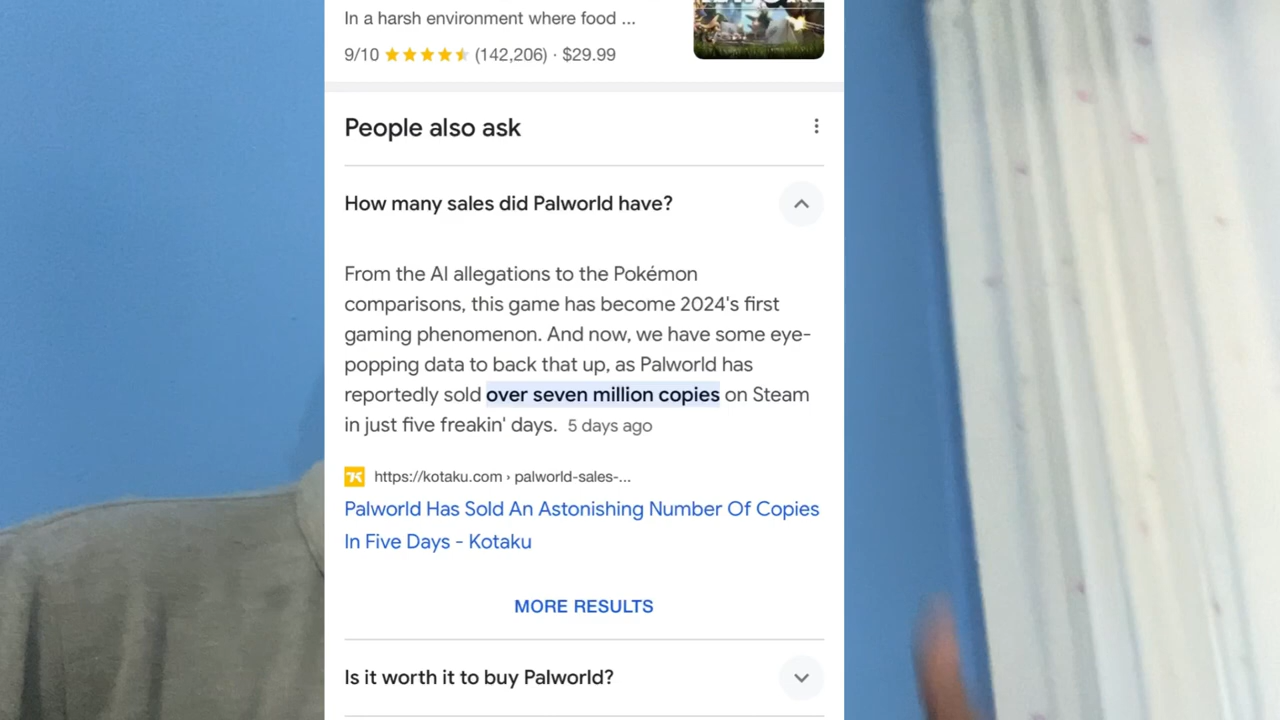 In a harsh environment where food ...
9/10 (142,206) · $29.99
People also ask
How many sales did Palworld have?
From the AI allegations to the Pokémon
comparisons, this game has become 2024's first
gaming phenomenon. And now, we have some eye-
popping data to back that up, as Palworld has
reportedly sold over seven million copies on Steam
in just five freakin' days. 5 days ago
https://kotaku.com › palworld-sales-...
Palworld Has Sold An Astonishing Number Of Copies
In Five Days - Kotaku
MORE RESULTS
Is it worth it to buy Palworld?